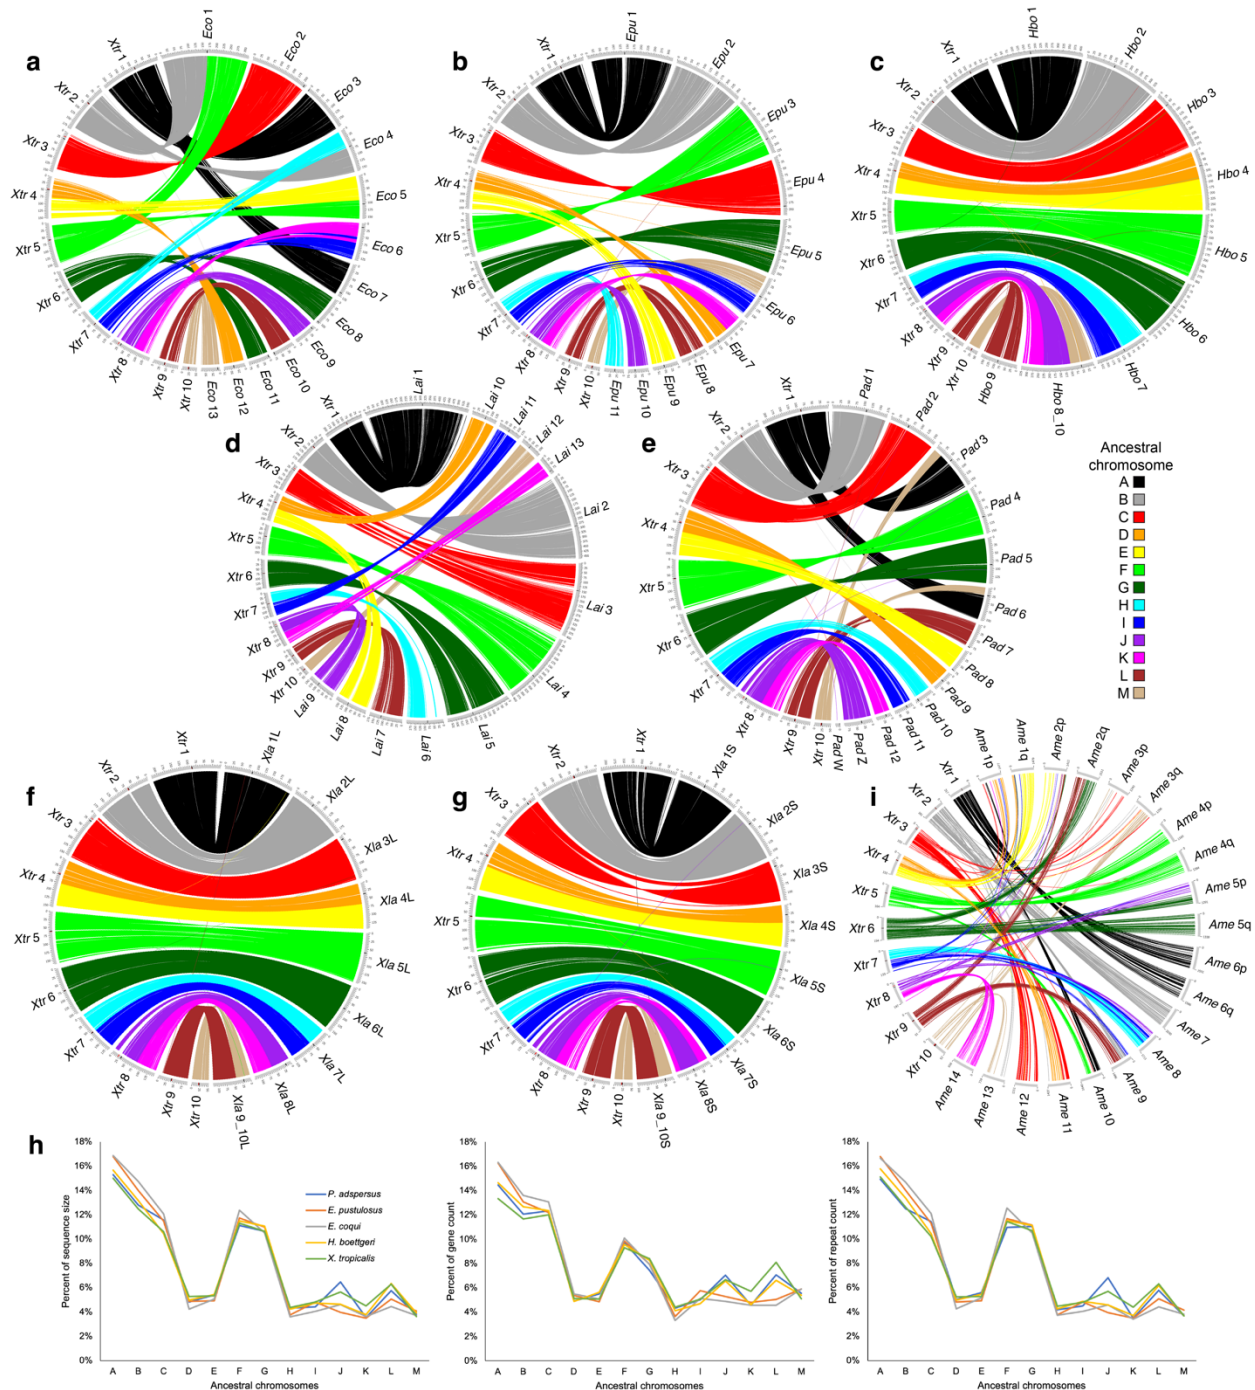 a
Xtr 1
Xtr 2
Xtr 3
Xtr 4
Xtr 5
Xtr 6
Xtr 7
Xtr 8
Xtr 9
Xtr 10
Eco 1
Eco 2
Eco 3
Eco 4
Eco 5
Eco 6
Eco 7
Eco 8
Eco 9
Eco 10
Eco 11
Eco 12
Eco 13
b
Xtr 1
Xtr 2
Xtr 3
Xtr 4
Xtr 5
Xtr 6
Xtr 7
Xtr 8
Xtr 9
Xtr 10
Epu 1
Epu 2
Epu 3
Epu 4
Epu 5
Epu 6
Epu 7
Epu 8
Epu 9
Epu 10
Epu 11
c
Xtr 1
Xtr 2
Xtr 3
Xtr 4
Xtr 5
Xtr 6
Xtr 7
Xtr 8
Xtr 9
Xtr 10
Hbo 1
Hbo 2
Hbo 3
Hbo 4
Hbo 5
Hbo 6
Hbo 7
Hbo 8_10
Hbo 9
d
Xtr 1
Xtr 2
Xtr 3
Xtr 4
Xtr 5
Xtr 6
Xtr 7
Xtr 8
Xtr 9
Xtr 10
Lai 1
Lai 10
Lai 11
Lai 12
Lai 13
Lai 2
Lai 3
Lai 4
Lai 5
Lai 6
Lai 7
Lai 8
Lai 9
e
Xtr 1
Xtr 2
Xtr 3
Xtr 4
Xtr 5
Xtr 6
Xtr 7
Xtr 8
Xtr 9
Xtr 10
Pad 1
Pad 2
Pad 3
Pad 4
Pad 5
Pad 6
Pad 7
Pad 8
Pad 9
Pad 10
Pad 11
Pad 12
Pad Z
Pad W
Ancestral
chromosome
A
B
C
D
E
F
G
H
I
J
K
L
M
f
Xtr 1
Xtr 2
Xtr 3
Xtr 4
Xtr 5
Xtr 6
Xtr 7
Xtr 8
Xtr 9
Xtr 10
Xla 1L
Xla 2L
Xla 3L
Xla 4L
Xla 5L
Xla 6L
Xla 7L
Xla 8L
Xla 9_10L
g
Xtr 1
Xtr 2
Xtr 3
Xtr 4
Xtr 5
Xtr 6
Xtr 7
Xtr 8
Xtr 9
Xtr 10
Xla 1S
Xla 2S
Xla 3S
Xla 4S
Xla 5S
Xla 6S
Xla 7S
Xla 8S
Xla 9_10S
i
Xtr 1
Xtr 2
Xtr 3
Xtr 4
Xtr 5
Xtr 6
Xtr 7
Xtr 8
Xtr 9
Xtr 10
Ame 1p
Ame 1q
Ame 2p
Ame 2q
Ame 3p
Ame 3q
Ame 4p
Ame 4q
Ame 5p
Ame 5q
Ame 6p
Ame 6q
Ame 7
Ame 8
Ame 9
Ame 10
Ame 11
Ame 12
Ame 13
Ame 14
h
Percent of sequence size
18%
16%
14%
12%
10%
8%
6%
4%
2%
0%
A B C D E F G H I J K L M
Ancestral chromosomes
P. adspersus
E. pustulosus
E. coqui
H. boettgeri
X. tropicalis
Percent of gene count
18%
16%
14%
12%
10%
8%
6%
4%
2%
0%
A B C D E F G H I J K L M
Ancestral chromosomes
Percent of repeat count
18%
16%
14%
12%
10%
8%
6%
4%
2%
0%
A B C D E F G H I J K L M
Ancestral chromosomes